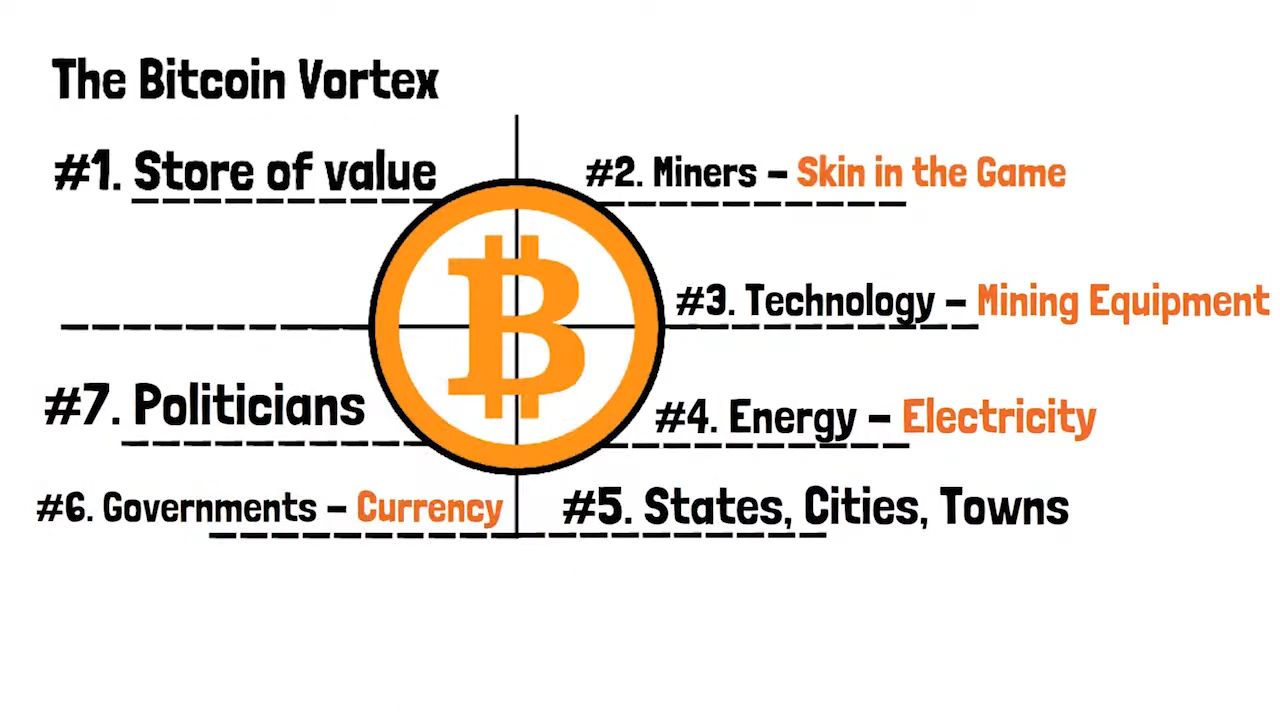 The Bitcoin Vortex
#1. Store of value
#2. Miners – Skin in the Game
#3. Technology – Mining Equipment
#4. Energy – Electricity
#5. States, Cities, Towns
#6. Governments – Currency
#7. Politicians